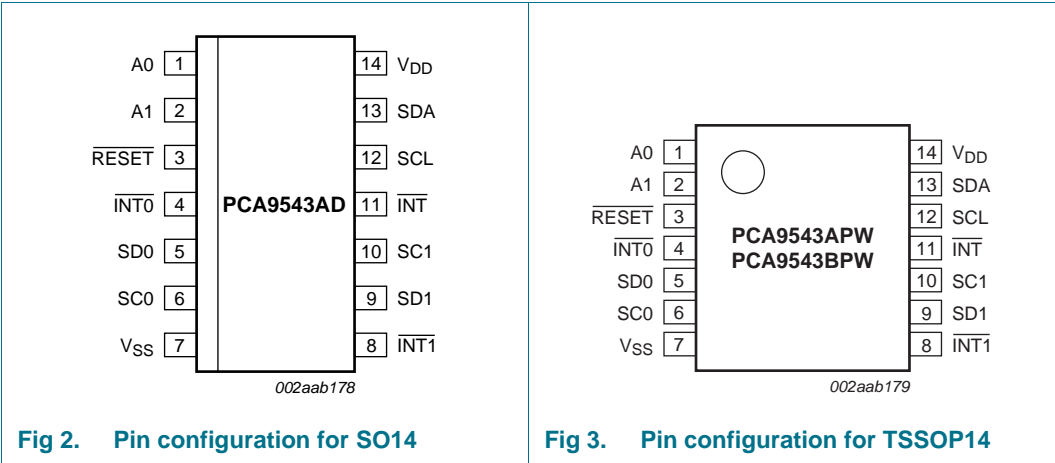 A0 1 14 VDD
A1 2 13 SDA
RESET 3 12 SCL
INT0 4 PCA9543AD 11 INT
SD0 5 10 SC1
SC0 6 9 SD1
VSS 7 8 INT1
002aab178
Fig 2. Pin configuration for SO14
A0 1 14 VDD
A1 2 13 SDA
RESET 3 12 SCL
INT0 4 PCA9543APW 11 INT
SD0 5 PCA9543BPW 10 SC1
SC0 6 9 SD1
VSS 7 8 INT1
002aab179
Fig 3. Pin configuration for TSSOP14